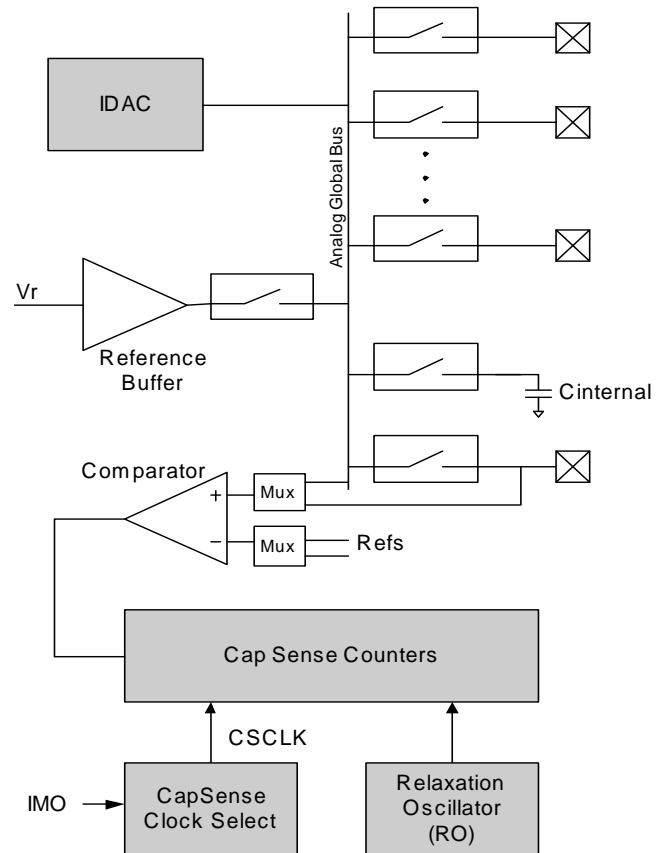 IDAC
Analog Global Bus
Vr
Reference
Buffer
Cinternal
Comparator
+
Mux
−
Mux
Refs
Cap Sense Counters
CSCLK
IMO
CapSense
Clock Select
Relaxation
Oscillator
(RO)